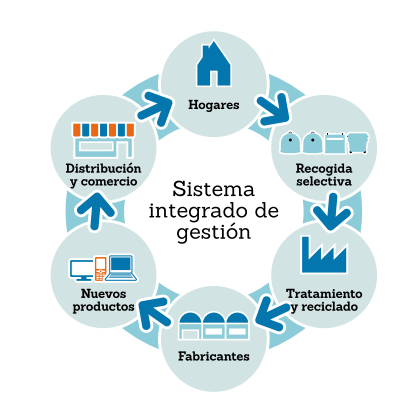 Hogares
Distribución
y comercio
Recogida
selectiva
Sistema
integrado de
gestión
Nuevos
productos
Tratamiento
y reciclado
Fabricantes